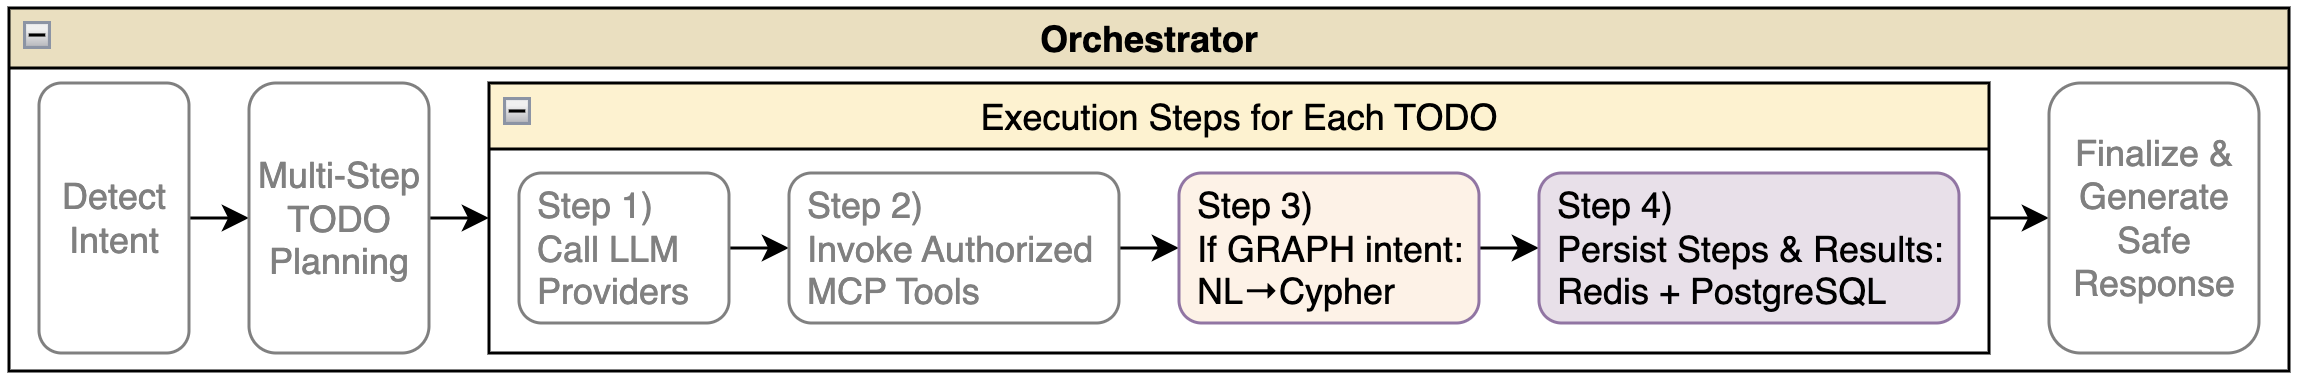 Orchestrator
Detect
Intent
Multi-Step
TODO
Planning
Execution Steps for Each TODO
Step 1)
Call LLM
Providers
Step 2)
Invoke Authorized
MCP Tools
Step 3)
If GRAPH intent:
NL→Cypher
Step 4)
Persist Steps & Results:
Redis + PostgreSQL
Finalize &
Generate
Safe
Response